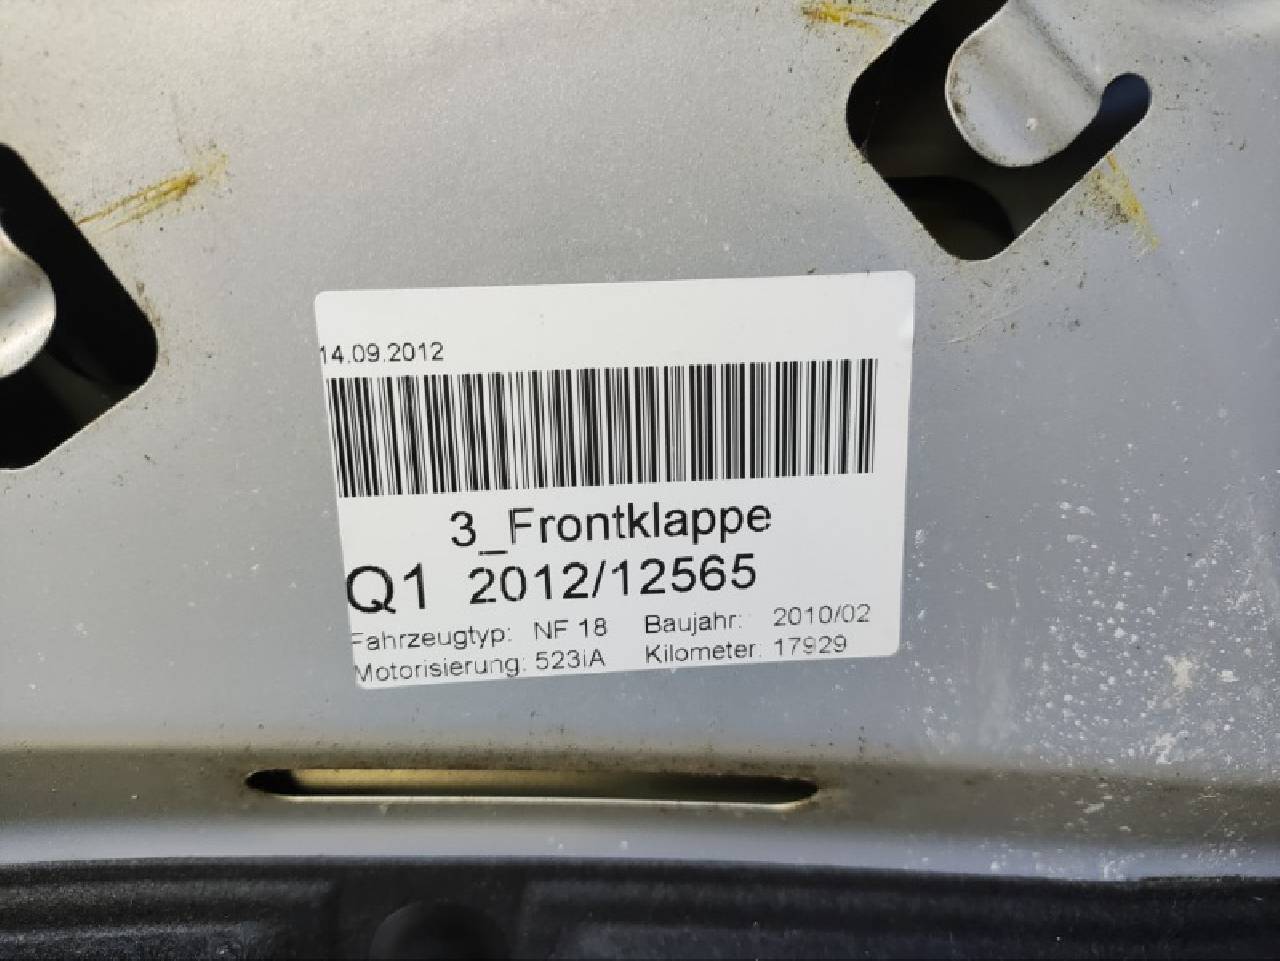 14.09.2012
3_Frontklappe
Q1 2012/12565
Fahrzeugtyp: NF 18 Baujahr: 2010/02
Motorisierung: 523iA Kilometer: 17929